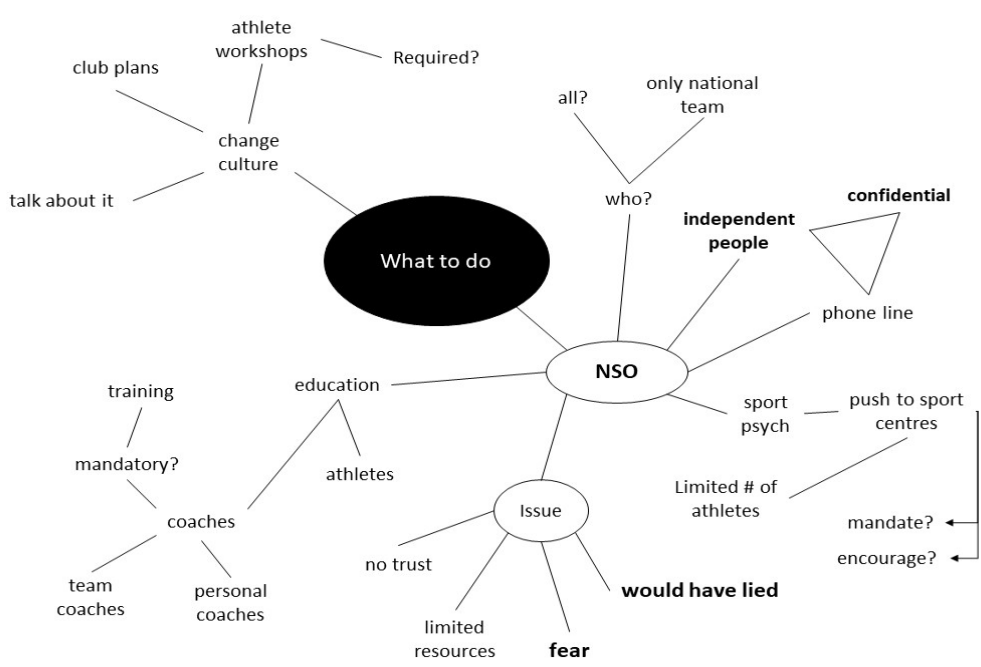 athlete
workshops
Required?
club plans
change
culture
talk about it
What to do
all?
only national
team
who?
independent
people
confidential
phone line
NSO
sport
psych
push to sport
centres
Limited # of
athletes
mandate?
encourage?
education
training
mandatory?
athletes
coaches
team
coaches
personal
coaches
Issue
no trust
limited
resources
fear
would have lied